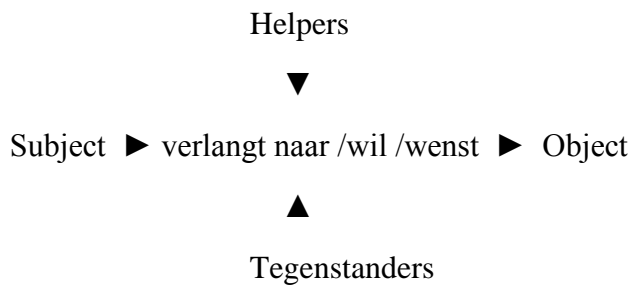 Helpers
▼
Subject ► verlangt naar /wil /wenst ► Object
▲
Tegenstanders